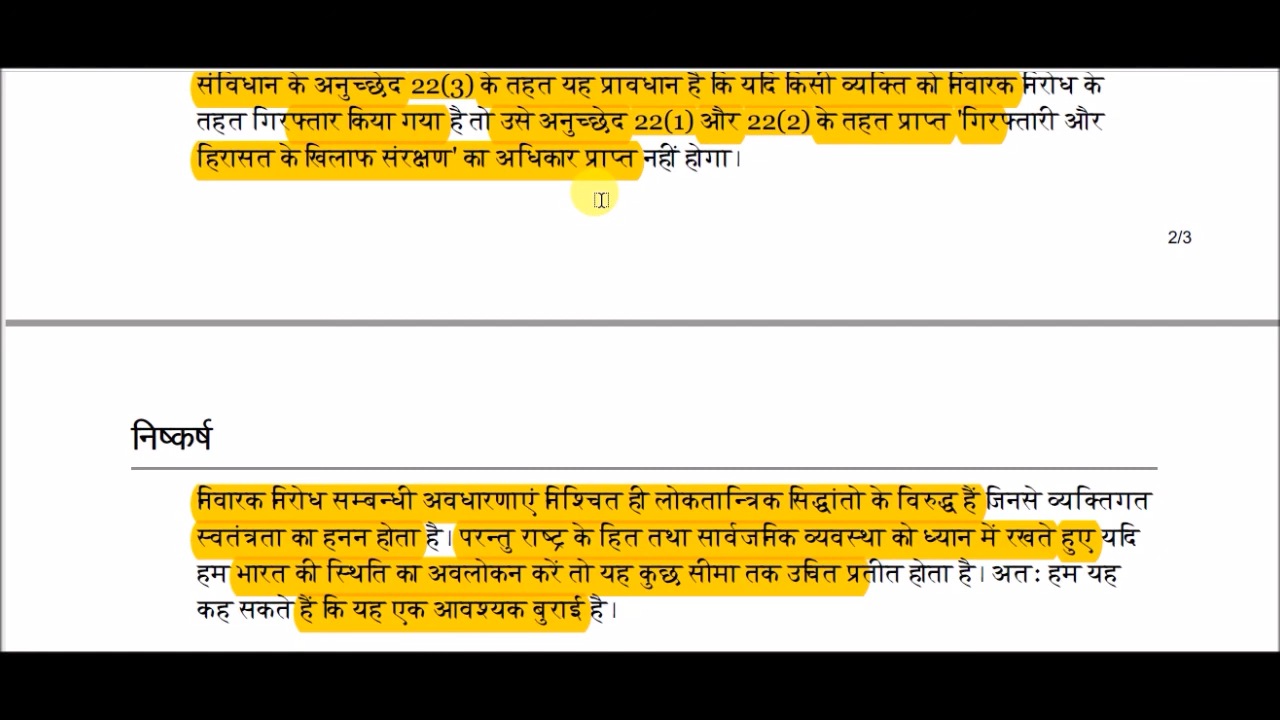 संविधान के अनुच्छेद 22(3) के तहत यह प्रावधान है कि यदि किसी व्यक्ति को निवारक निरोध के
तहत गिरफ्तार किया गया है तो उसे अनुच्छेद 22(1) और 22(2) के तहत प्राप्त 'गिरफ्तारी और
हिरासत के खिलाफ संरक्षण' का अधिकार प्राप्त नहीं होगा।
2/3
निष्कर्ष
निवारक निरोध सम्बन्धी अवधारणाएं निश्चित ही लोकतान्त्रिक सिद्धांतो के विरुद्ध हैं जिनसे व्यक्तिगत
स्वतंत्रता का हनन होता है। परन्तु राष्ट्र के हित तथा सार्वजनिक व्यवस्था को ध्यान में रखते हुए यदि
हम भारत की स्थिति का अवलोकन करें तो यह कुछ सीमा तक उचित प्रतीत होता है। अतः हम यह
कह सकते हैं कि यह एक आवश्यक बुराई है।